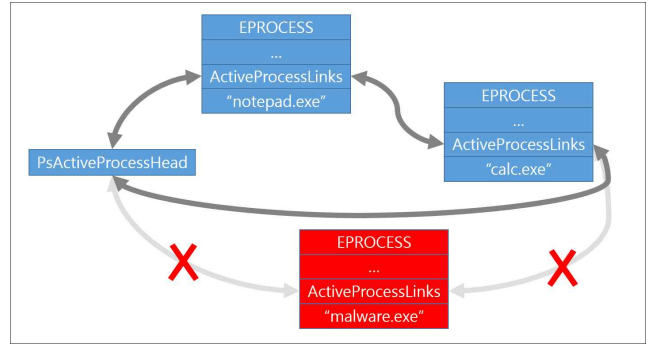 EPROCESS
...
ActiveProcessLinks
“notepad.exe”
EPROCESS
...
ActiveProcessLinks
“calc.exe”
PsActiveProcessHead
EPROCESS
...
ActiveProcessLinks
“malware.exe”